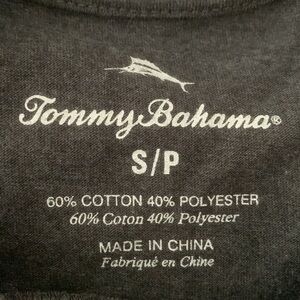 Tommy Bahama®
S/P
60% COTTON 40% POLYESTER
60% Coton 40% Polyester
MADE IN CHINA
Fabriqué en Chine